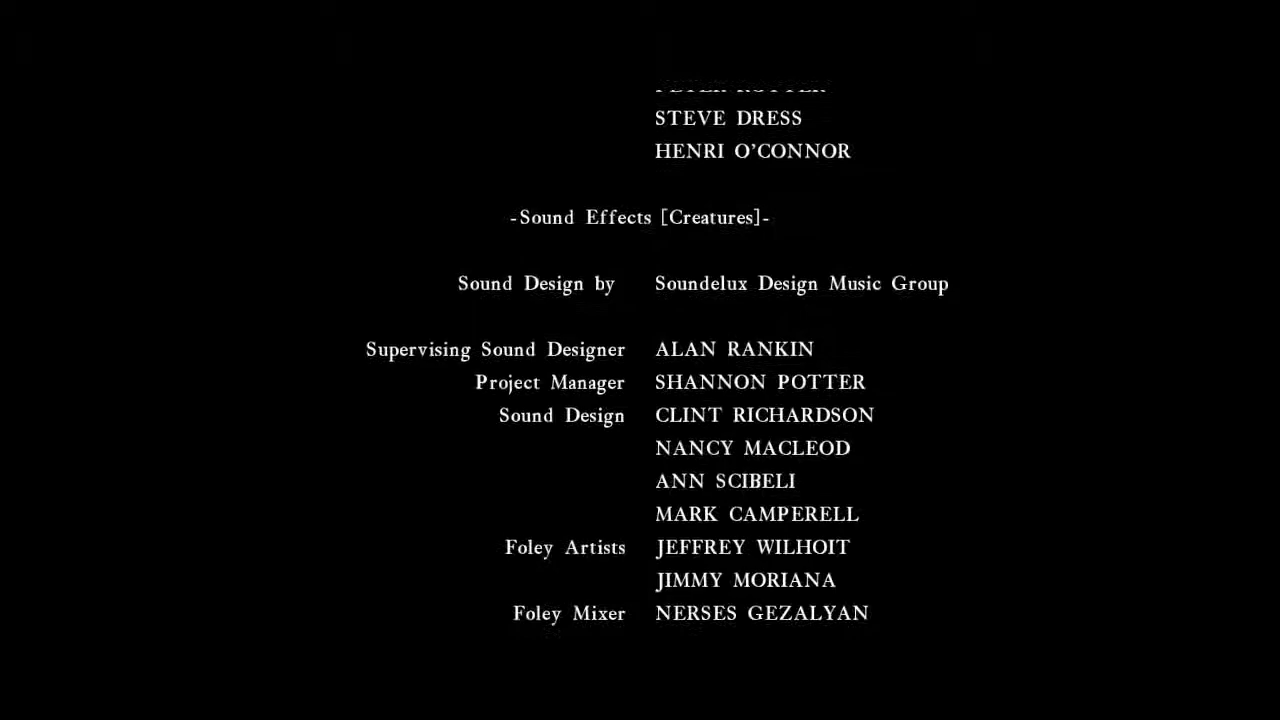 STEVE DRESS
HENRI O'CONNOR
-Sound Effects [Creatures]-
Sound Design by Soundelux Design Music Group
Supervising Sound Designer ALAN RANKIN
Project Manager SHANNON POTTER
Sound Design CLINT RICHARDSON
NANCY MACLEOD
ANN SCIBELI
MARK CAMPERELL
Foley Artists JEFFREY WILHOIT
JIMMY MORIANA
Foley Mixer NERSES GEZALYAN